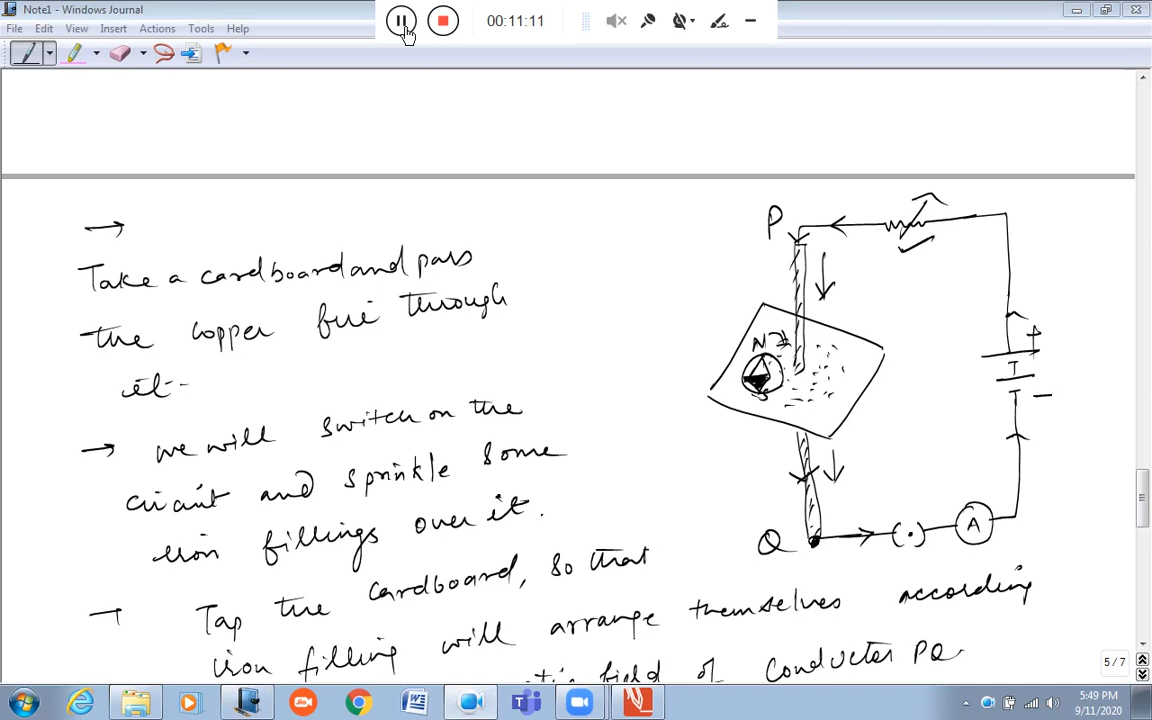 Note1 - Windows Journal
00:11:11
File Edit View Insert Actions Tools Help
→
Take a cardboard and pass
the copper through
it.
→ we will switch on the
circuit and sprinkle some
iron fillings over it.
→ Tap the cardboard, so that
iron filling will arrange themselves according
field of conductor PQ.
P
N
S
Q
A
+
-
5 / 7
5:49 PM
9/11/2020